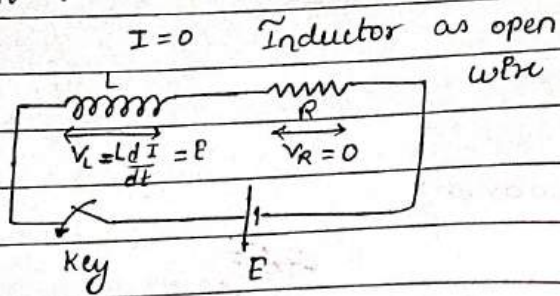 I = 0 Inductor as open
wire
L
R
V_L = L dI/dt = E
V_R = 0
Key
E